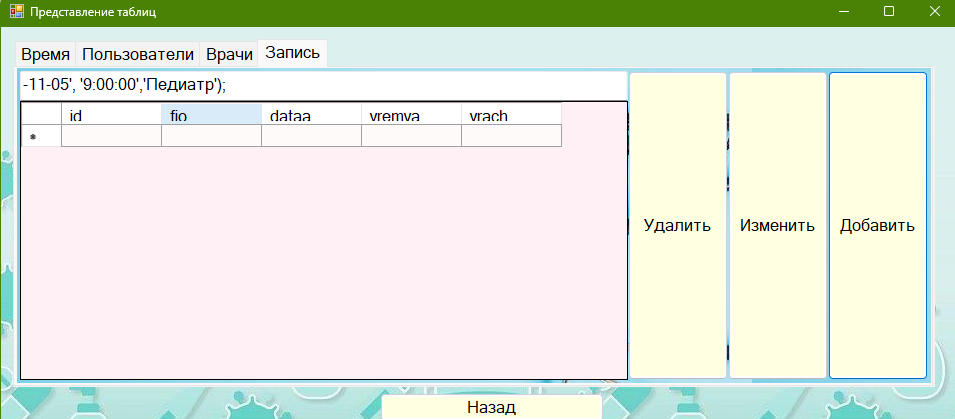 Представление таблиц
Время Пользователи Врачи Запись
-11-05', '9:00:00','Педиатр');
id fio dataa vremya vrach
*
Удалить Изменить Добавить
Назад